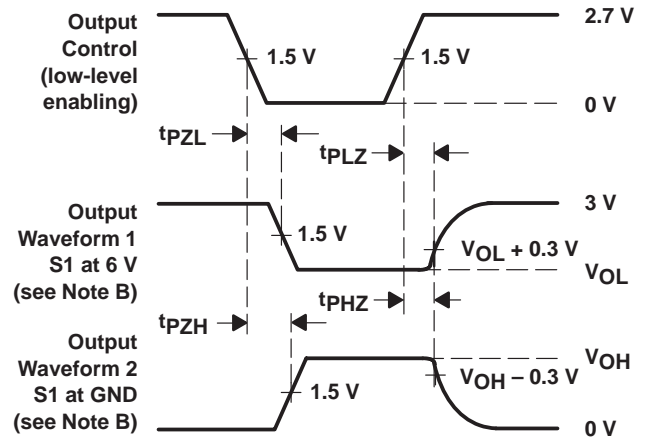 Output
Control
(low-level
enabling)
1.5 V
1.5 V
2.7 V
0 V
tPZL
tPLZ
Output
Waveform 1
S1 at 6 V
(see Note B)
1.5 V
3 V
VOL + 0.3 V
VOL
tPZH
tPHZ
Output
Waveform 2
S1 at GND
(see Note B)
1.5 V
VOH
VOH – 0.3 V
0 V